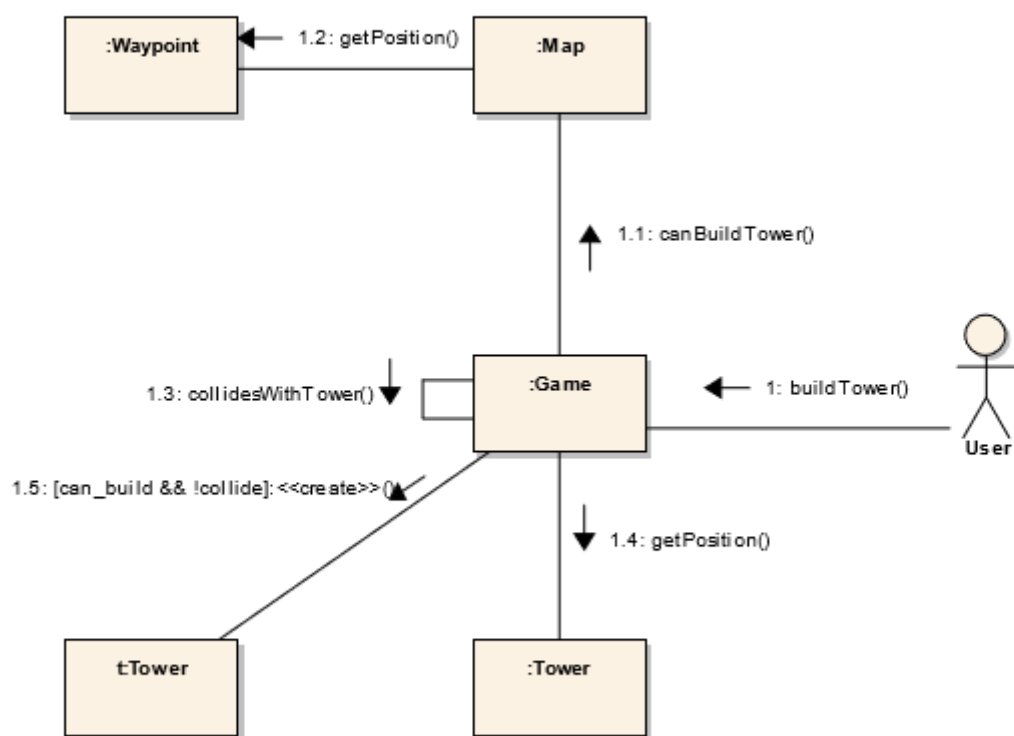 :Waypoint
1.2: getPosition()
:Map
1.1: canBuildTower()
1.3: collidesWithTower()
:Game
1: buildTower()
User
1.5: [can_build && !collide]:<<create>>()
1.4: getPosition()
t:Tower
:Tower